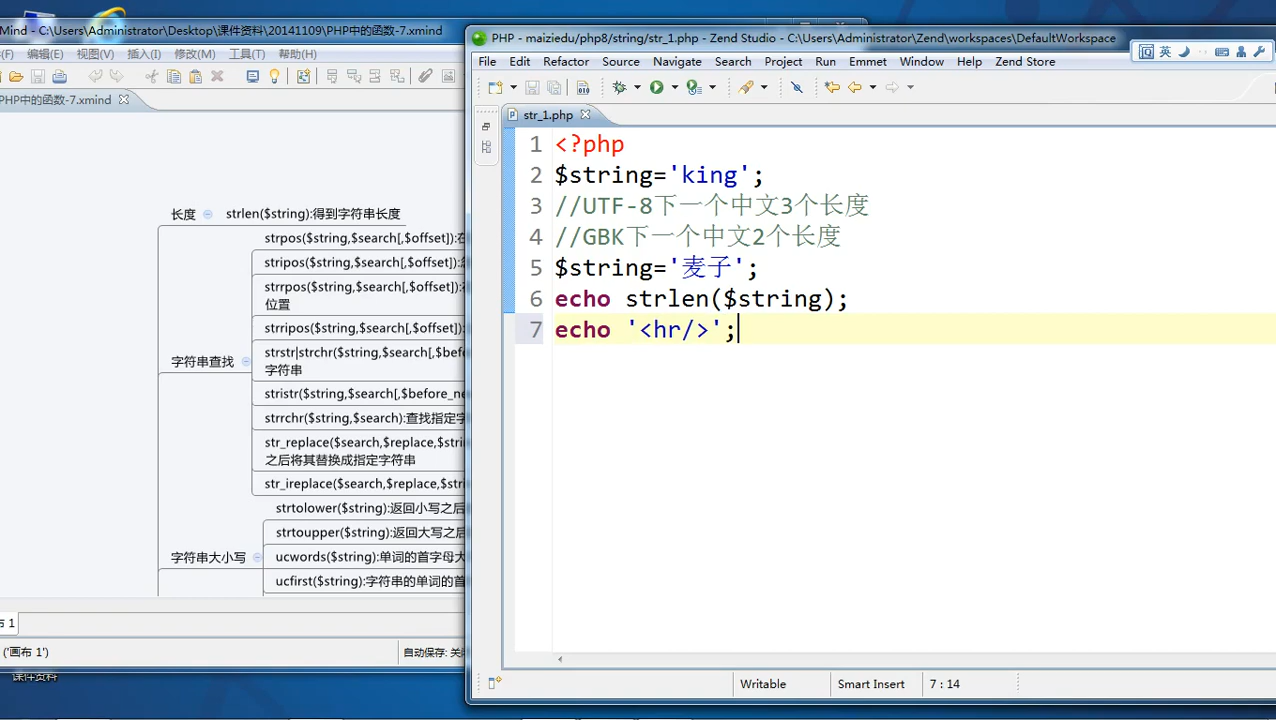 Mind - C:\Users\Administrator\Desktop\课件资料\20141109\PHP中的函数-7.xmind
(F) 编辑(E) 视图(V) 插入(I) 修改(M) 工具(T) 帮助(H)
PHP中的函数-7.xmind
长度 strlen($string):得到字符串长度
strpos($string,$search[,$offset]):在
stripos($string,$search[,$offset]):忽
strrpos($string,$search[,$offset]):在
位置
strripos($string,$search[,$offset]):
字符串查找
strstr|strchr($string,$search[,$befo
字符串
stristr($string,$search[,$before_ne
strrchr($string,$search):查找指定字
str_replace($search,$replace,$strin
之后将其替换成指定字符串
str_ireplace($search,$replace,$stri
字符串大小写
strtolower($string):返回小写之后
strtoupper($string):返回大写之后
ucwords($string):单词的首字母大
ucfirst($string):字符串的单词的首
布 1
('画布 1')
自动保存: 关
课件资料
PHP - maiziedu/php8/string/str_1.php - Zend Studio - C:\Users\Administrator\Zend\workspaces\DefaultWorkspace
英
File Edit Refactor Source Navigate Search Project Run Emmet Window Help Zend Store
str_1.php
1 <?php
2 $string='king';
3 //UTF-8下一个中文3个长度
4 //GBK下一个中文2个长度
5 $string='麦子';
6 echo strlen($string);
7 echo '<hr/>';
Writable
Smart Insert
7 : 14